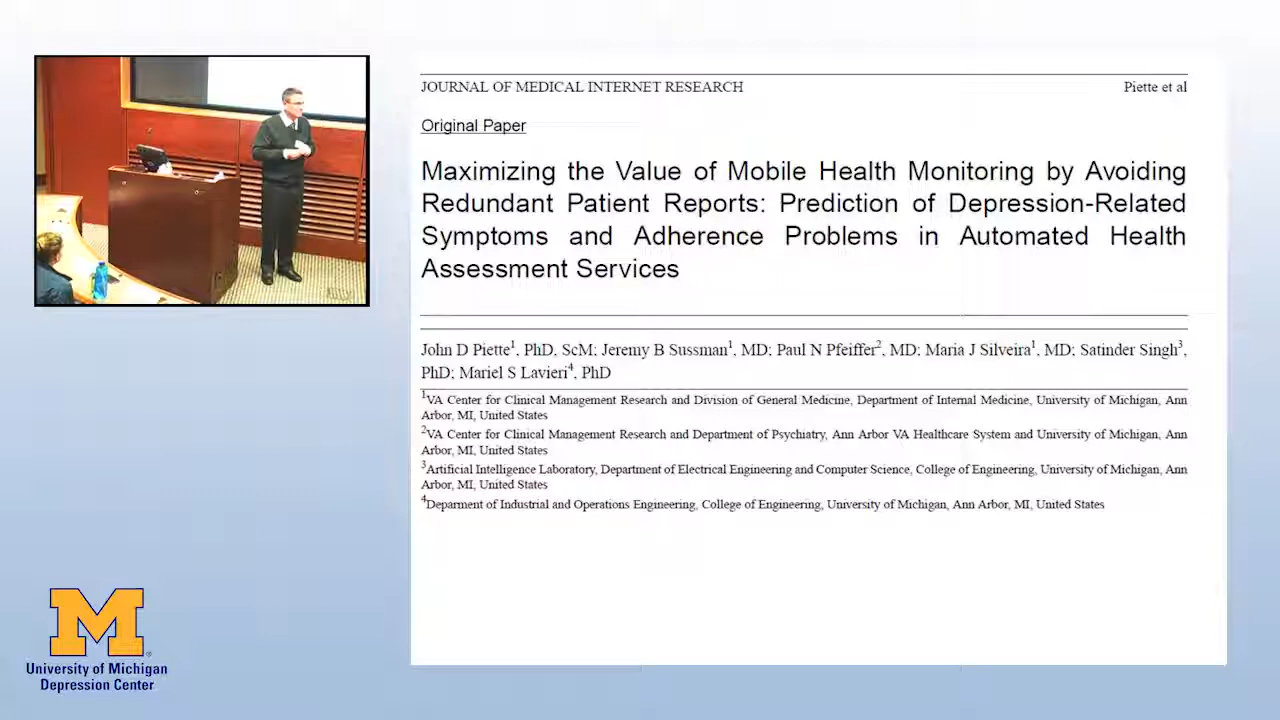 JOURNAL OF MEDICAL INTERNET RESEARCH
Piette et al
Original Paper
Maximizing the Value of Mobile Health Monitoring by Avoiding
Redundant Patient Reports: Prediction of Depression-Related
Symptoms and Adherence Problems in Automated Health
Assessment Services
John D Piette1, PhD, ScM; Jeremy B Sussman1, MD; Paul N Pfeiffer2, MD; Maria J Silveira1, MD; Satinder Singh3,
PhD; Mariel S Lavieri4, PhD
1VA Center for Clinical Management Research and Division of General Medicine, Department of Internal Medicine, University of Michigan, Ann
Arbor, MI, United States
2VA Center for Clinical Management Research and Department of Psychiatry, Ann Arbor VA Healthcare System and University of Michigan, Ann
Arbor, MI, United States
3Artificial Intelligence Laboratory, Department of Electrical Engineering and Computer Science, College of Engineering, University of Michigan, Ann
Arbor, MI, United States
4Deparment of Industrial and Operations Engineering, College of Engineering, University of Michigan, Ann Arbor, MI, United States
M
University of Michigan
Depression Center